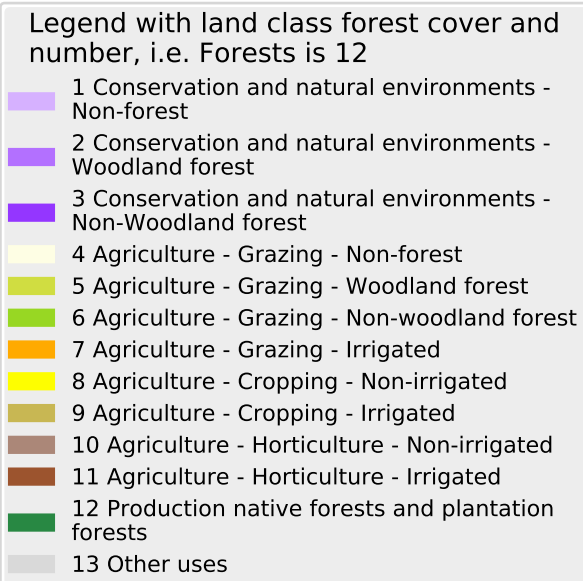 Legend with land class forest cover and
number, i.e. Forests is 12
1 Conservation and natural environments -
Non-forest
2 Conservation and natural environments -
Woodland forest
3 Conservation and natural environments -
Non-Woodland forest
4 Agriculture - Grazing - Non-forest
5 Agriculture - Grazing - Woodland forest
6 Agriculture - Grazing - Non-woodland forest
7 Agriculture - Grazing - Irrigated
8 Agriculture - Cropping - Non-irrigated
9 Agriculture - Cropping - Irrigated
10 Agriculture - Horticulture - Non-irrigated
11 Agriculture - Horticulture - Irrigated
12 Production native forests and plantation
forests
13 Other uses